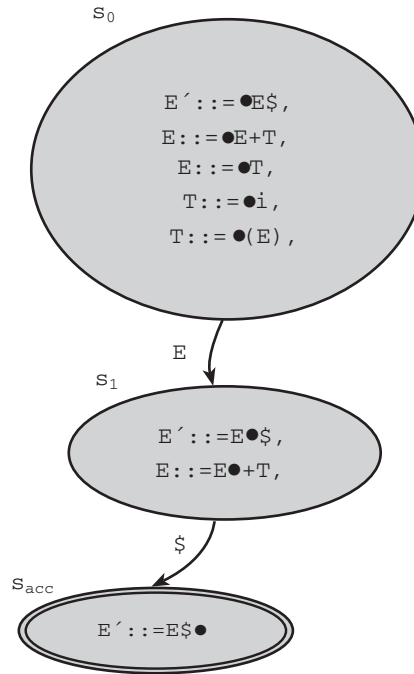 s₀
E´::=●E$,
E::=●E+T,
E::=●T,
T::=●i,
T::=●(E),
E
s₁
E´::=E●$,
E::=E●+T,
$
sₐcc
E´::=E$●